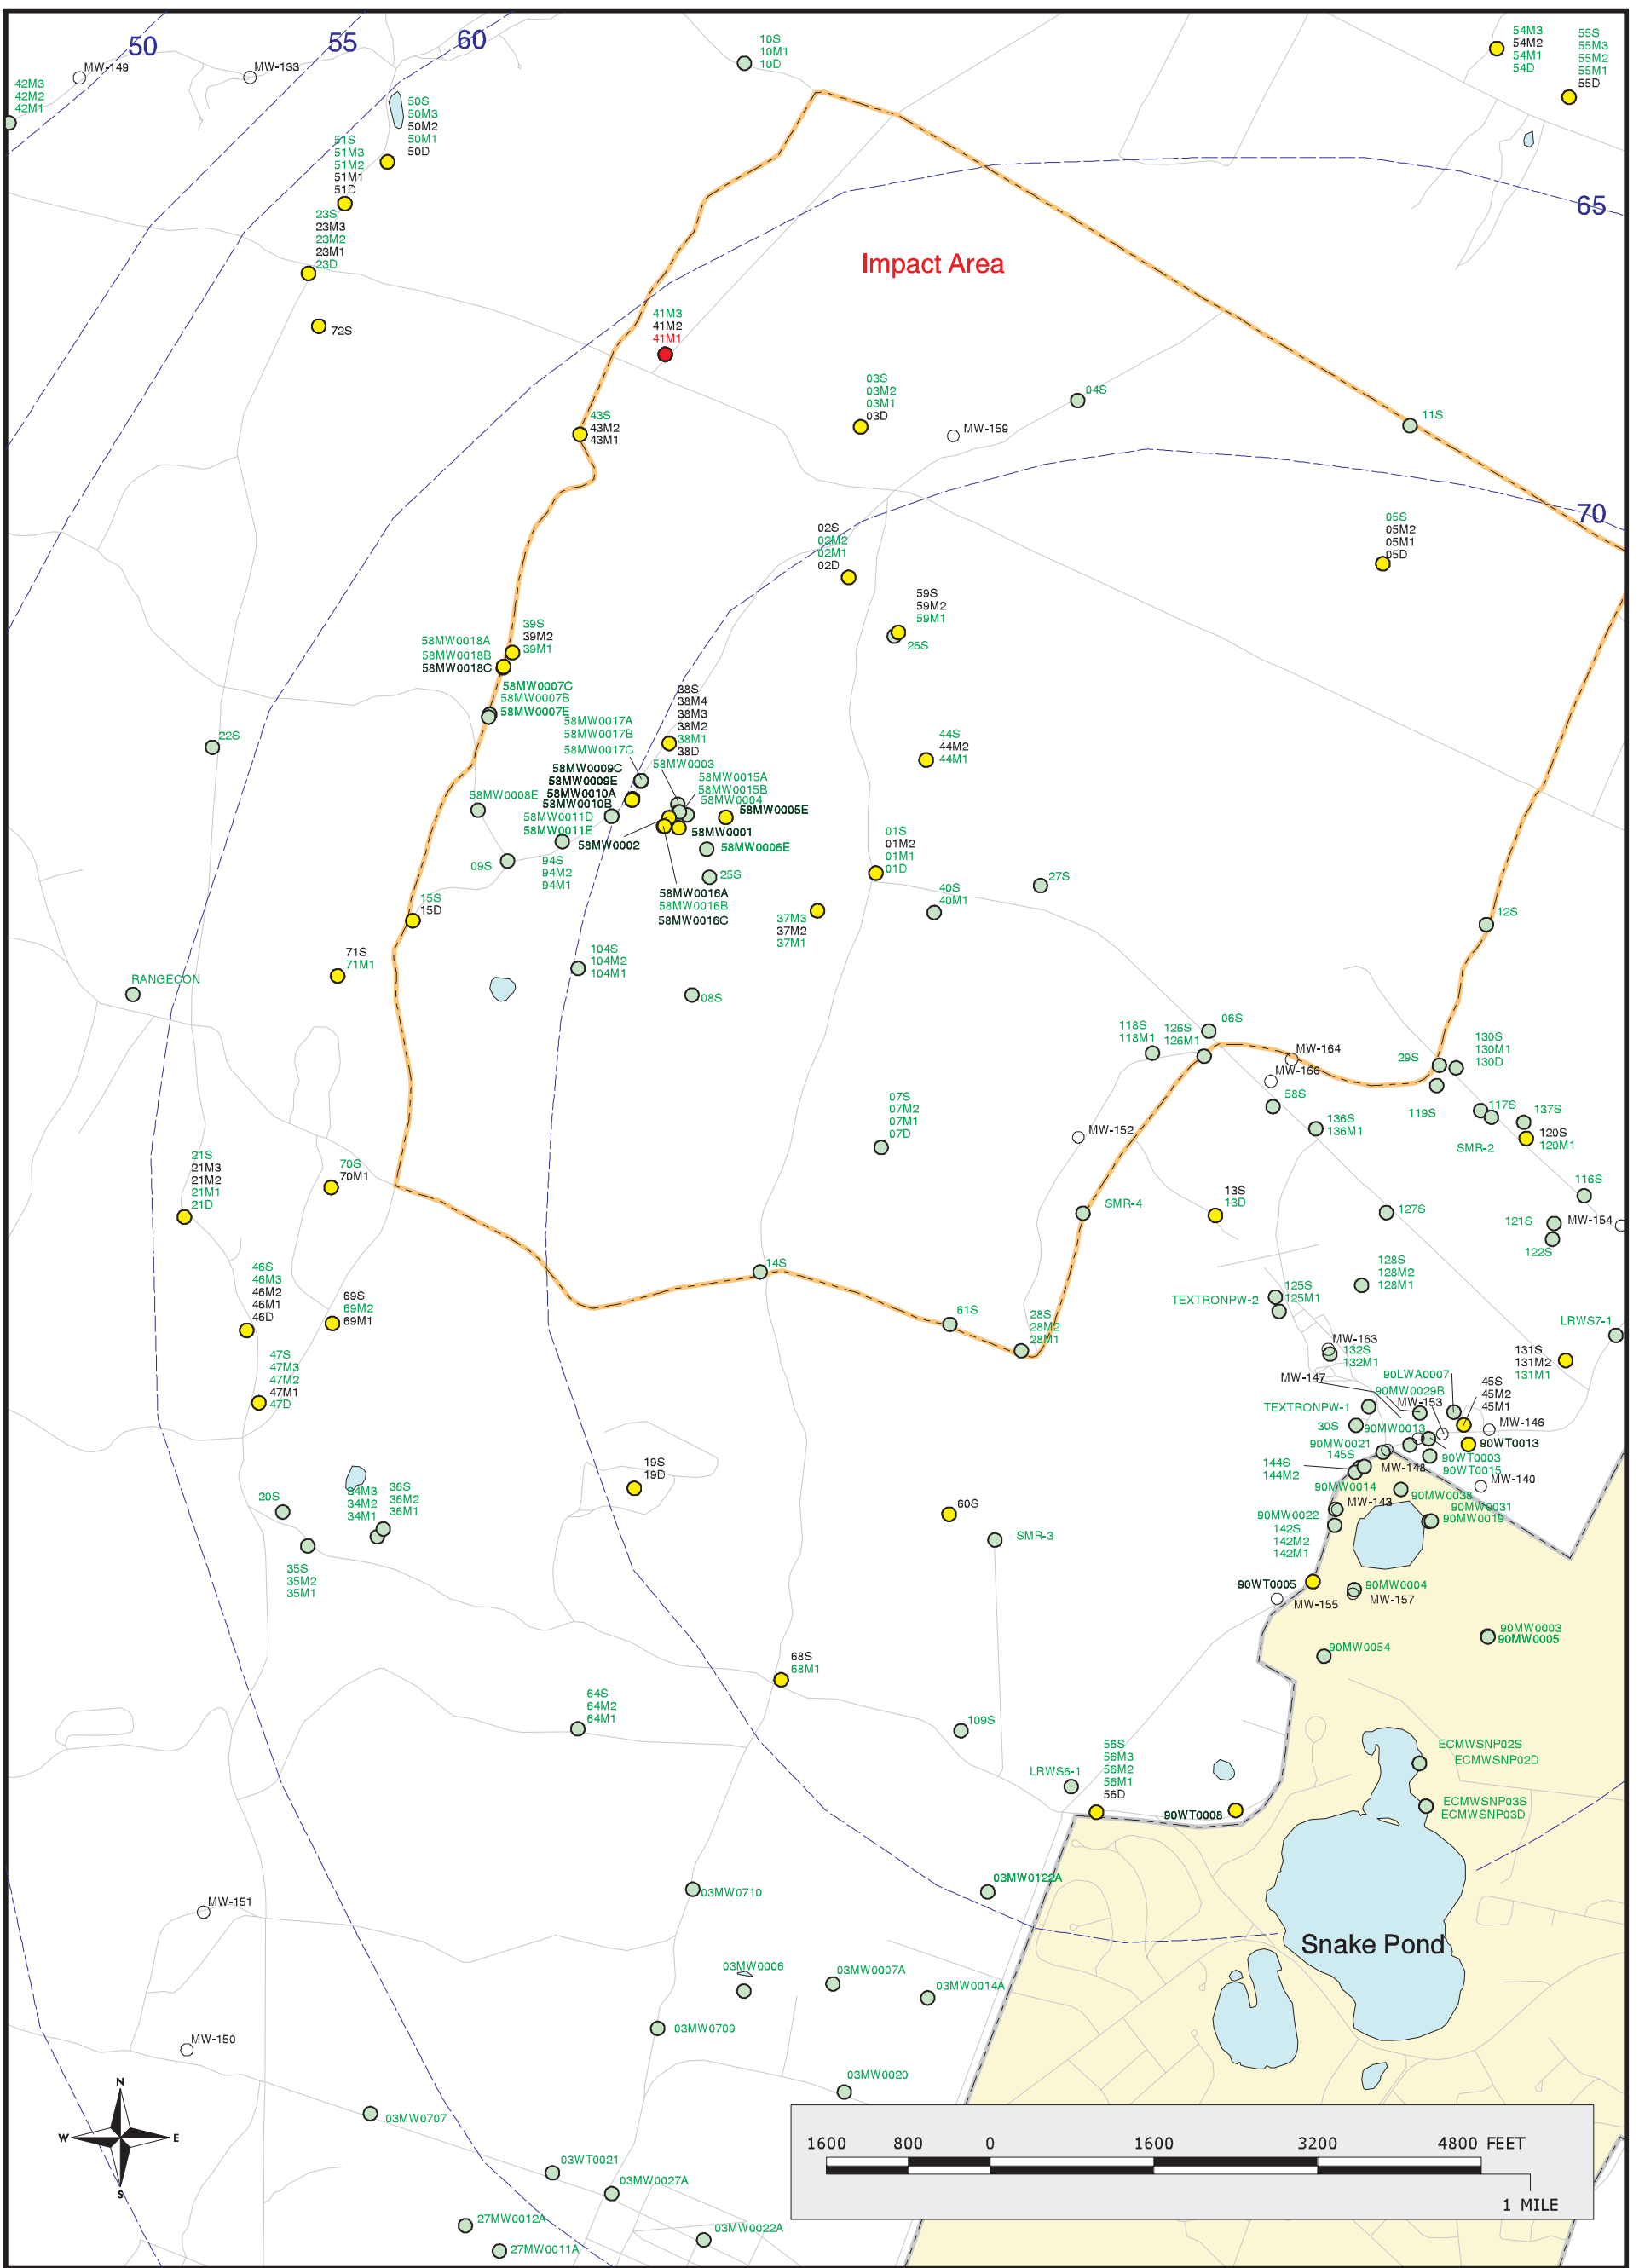 50
55
60
MW-149
MW-133
42M3
42M2
42M1
10S
10M1
10D
54M3
54M2
54M1
54D
55S
55M3
55M2
55M1
55D
50S
50M3
50M2
50M1
50D
51S
51M3
51M2
51M1
51D
23S
23M3
23M2
23M1
23D
72S
65
Impact Area
41M3
41M2
41M1
03S
03M2
03M1
03D
04S
MW-159
11S
43S
43M2
43M1
70
02S
02M2
02M1
02D
05S
05M2
05M1
05D
59S
59M2
59M1
26S
39S
39M2
39M1
58MW0018A
58MW0018B
58MW0018C
58MW0007C
58MW0007B
58MW0007E
38S
38M4
38M3
38M2
38M1
38D
58MW0017A
58MW0017B
58MW0017C
22S
44S
44M2
44M1
58MW0003
58MW0009C
58MW0009E
58MW0010A
58MW0010B
58MW0011D
58MW0011E
58MW0008E
58MW0015A
58MW0015B
58MW0004
58MW0005E
58MW0001
58MW0002
58MW0006E
09S
94S
94M2
94M1
25S
58MW0016A
58MW0016B
58MW0016C
01S
01M2
01M1
01D
27S
40S
40M1
37M3
37M2
37M1
12S
15S
15D
71S
71M1
RANGECON
104S
104M2
104M1
08S
118S
118M1
126S
126M1
06S
MW-164
MW-166
29S
130S
130M1
130D
58S
119S
117S
137S
136S
136M1
SMR-2
120S
120M1
07S
07M2
07M1
07D
MW-152
21S
21M3
21M2
21M1
21D
70S
70M1
13S
13D
SMR-4
127S
116S
121S
MW-154
122S
46S
46M3
46M2
46M1
46D
69S
69M2
69M1
14S
61S
28S
28M2
28M1
128S
128M2
128M1
125S
125M1
TEXTRONPW-2
LRWS7-1
MW-163
132S
132M1
131S
131M2
131M1
47S
47M3
47M2
47M1
47D
MW-147
90LWA0007
90MW0029B
MW-153
45S
45M2
45M1
TEXTRONPW-1
30S
90MW0013
MW-146
90MW0021
90WT0013
145S
90WT0003
90WT0015
MW-148
144S
144M2
MW-140
90MW0014
90MW0038
MW-143
90MW0031
90MW0019
90MW0022
142S
142M2
142M1
19S
19D
20S
34M3
34M2
34M1
36S
36M2
36M1
35S
35M2
35M1
60S
SMR-3
90WT0005
MW-155
90MW0004
MW-157
90MW0003
90MW0005
90MW0054
68S
68M1
64S
64M2
64M1
109S
LRWS6-1
56S
56M3
56M2
56M1
56D
90WT0008
ECMWSNP02S
ECMWSNP02D
ECMWSNP03S
ECMWSNP03D
MW-151
03MW0710
03MW0122A
Snake Pond
03MW0006
03MW0007A
03MW0014A
03MW0709
MW-150
03MW0020
03MW0707
03WT0021
03MW0027A
27MW0012A
27MW0011A
03MW0022A
N
W
E
S
1600 800 0 1600 3200 4800 FEET
1 MILE